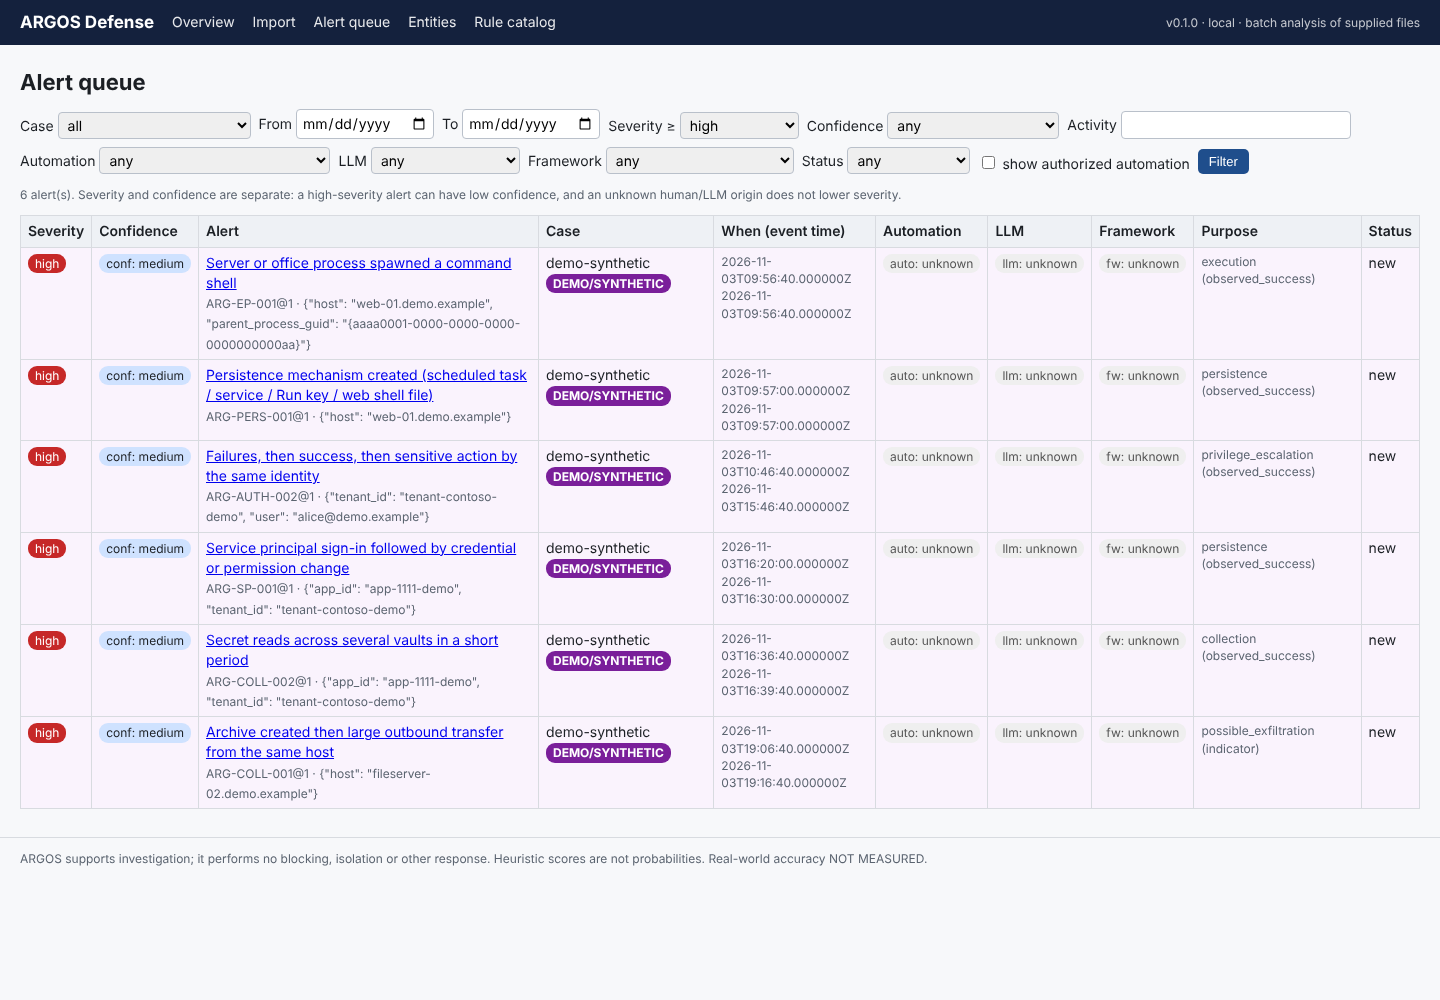 ARGOS Defense Overview Import Alert queue Entities Rule catalog v0.1.0 · local · batch analysis of supplied files
Alert queue
Case all From mm/dd/yyyy To mm/dd/yyyy Severity ≥ high Confidence any Activity
Automation any LLM any Framework any Status any show authorized automation Filter
6 alert(s). Severity and confidence are separate: a high-severity alert can have low confidence, and an unknown human/LLM origin does not lower severity.
Severity Confidence Alert Case When (event time) Automation LLM Framework Purpose Status
high conf: medium Server or office process spawned a command demo-synthetic 2026-11- auto: unknown llm: unknown fw: unknown execution new
shell DEMO/SYNTHETIC 03T09:56:40.000000Z (observed_success)
ARG-EP-001@1 · {"host": "web-01.demo.example", 2026-11-
"parent_process_guid": "{aaaa0001-0000-0000-0000- 03T09:56:40.000000Z
0000000000aa}"}
high conf: medium Persistence mechanism created (scheduled task demo-synthetic 2026-11- auto: unknown llm: unknown fw: unknown persistence new
/ service / Run key / web shell file) DEMO/SYNTHETIC 03T09:57:00.000000Z (observed_success)
ARG-PERS-001@1 · {"host": "web-01.demo.example"} 2026-11-
03T09:57:00.000000Z
high conf: medium Failures, then success, then sensitive action by demo-synthetic 2026-11- auto: unknown llm: unknown fw: unknown privilege_escalation new
the same identity DEMO/SYNTHETIC 03T10:46:40.000000Z (observed_success)
ARG-AUTH-002@1 · {"tenant_id": "tenant-contoso- 2026-11-
demo", "user": "alice@demo.example"} 03T15:46:40.000000Z
high conf: medium Service principal sign-in followed by credential demo-synthetic 2026-11- auto: unknown llm: unknown fw: unknown persistence new
or permission change DEMO/SYNTHETIC 03T16:20:00.000000Z (observed_success)
ARG-SP-001@1 · {"app_id": "app-1111-demo", 2026-11-
"tenant_id": "tenant-contoso-demo"} 03T16:30:00.000000Z
high conf: medium Secret reads across several vaults in a short demo-synthetic 2026-11- auto: unknown llm: unknown fw: unknown collection new
period DEMO/SYNTHETIC 03T16:36:40.000000Z (observed_success)
ARG-COLL-002@1 · {"app_id": "app-1111-demo", 2026-11-
"tenant_id": "tenant-contoso-demo"} 03T16:39:40.000000Z
high conf: medium Archive created then large outbound transfer demo-synthetic 2026-11- auto: unknown llm: unknown fw: unknown possible_exfiltration new
from the same host DEMO/SYNTHETIC 03T19:06:40.000000Z (indicator)
ARG-COLL-001@1 · {"host": "fileserver- 2026-11-
02.demo.example"} 03T19:16:40.000000Z
ARGOS supports investigation; it performs no blocking, isolation or other response. Heuristic scores are not probabilities. Real-world accuracy NOT MEASURED.